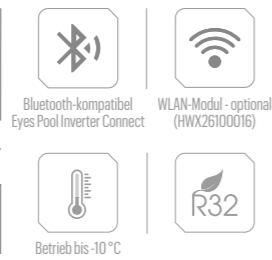 Bluetooth-kompatibel
Eyes Pool Inverter Connect
WLAN-Modul - optional
(HWX26100016)
Betrieb bis -10 °C
R32